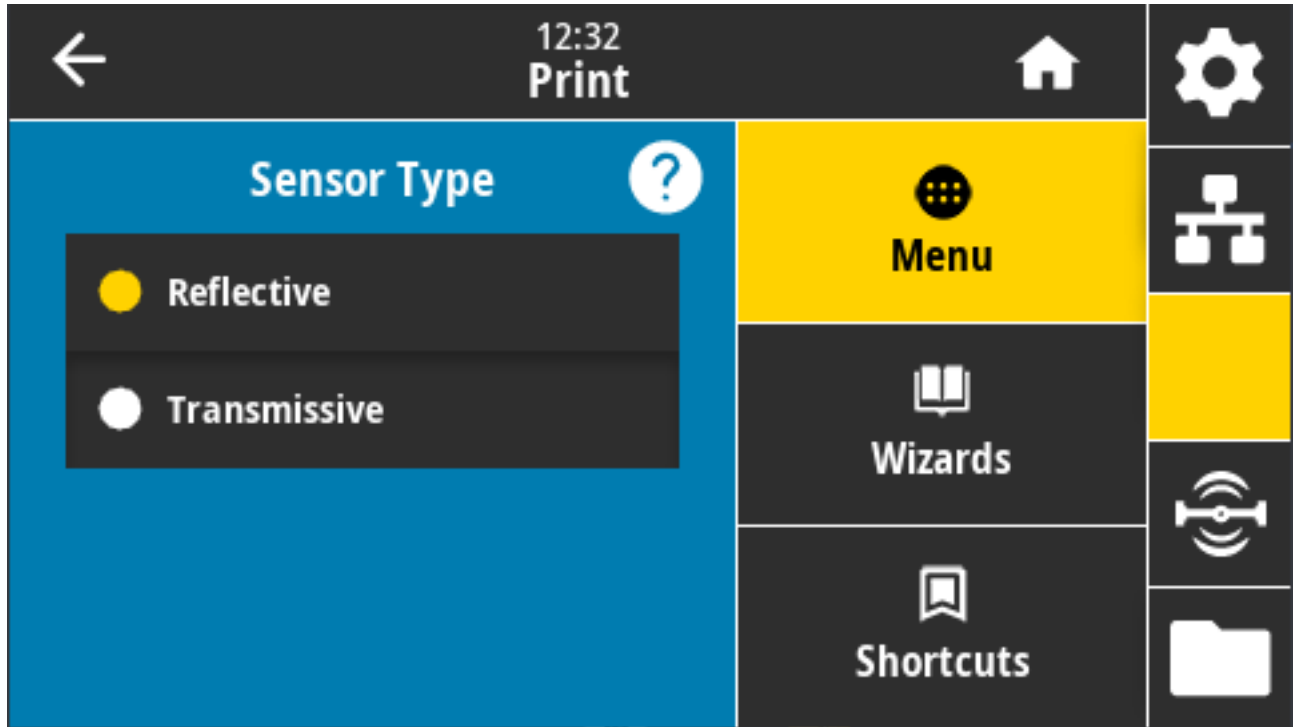 12:32
Print
Sensor Type
?
Reflective
Transmissive
Menu
Wizards
Shortcuts